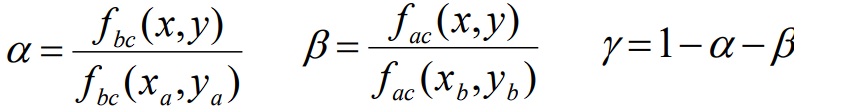 α = f_bc(x,y) / f_bc(x_a,y_a)    β = f_ac(x,y) / f_ac(x_b,y_b)    γ = 1 − α − β